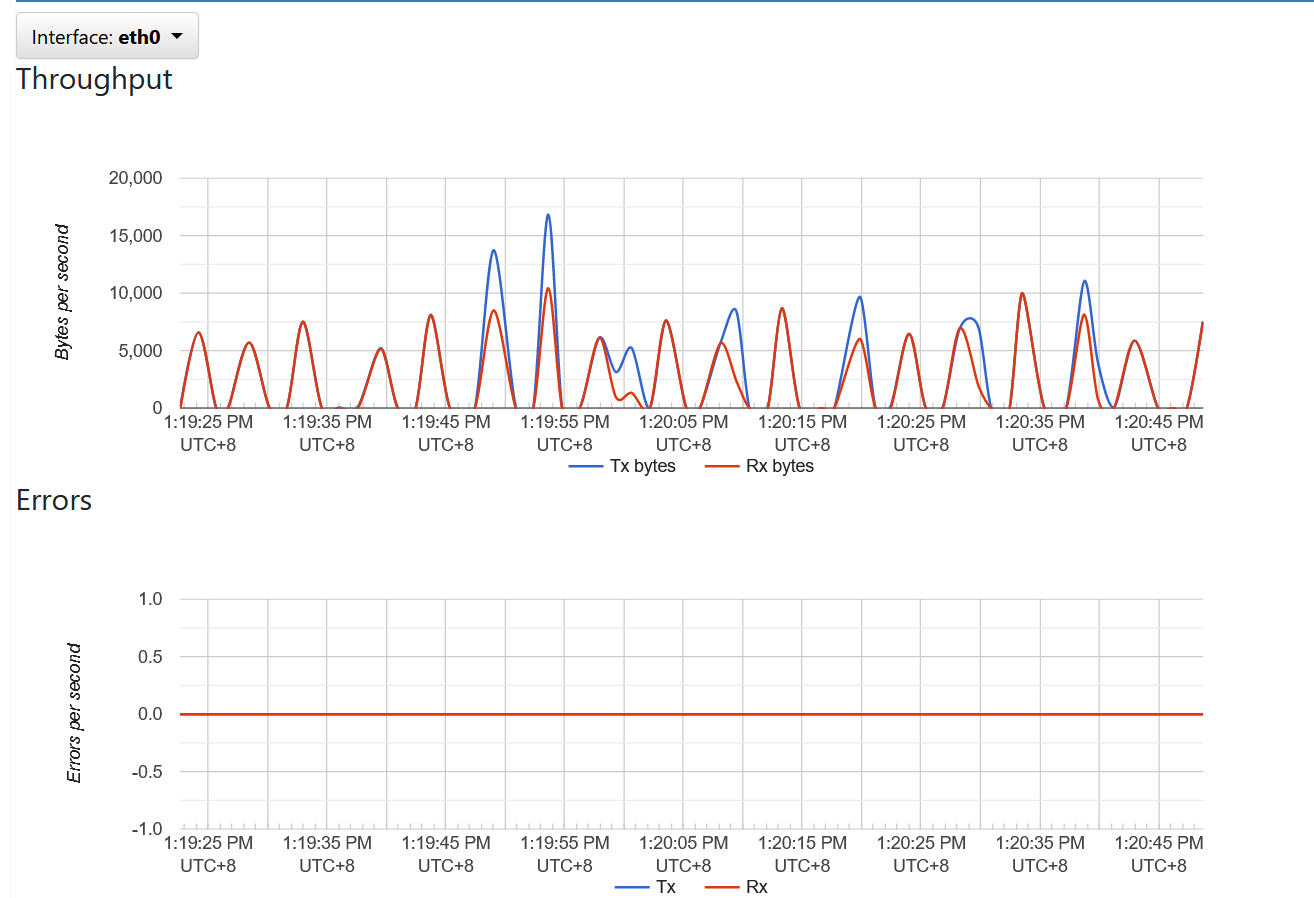 Interface: eth0
Throughput
Bytes per second
20,000
15,000
10,000
5,000
0
1:19:25 PM 1:19:35 PM 1:19:45 PM 1:19:55 PM 1:20:05 PM 1:20:15 PM 1:20:25 PM 1:20:35 PM 1:20:45 PM
UTC+8 UTC+8 UTC+8 UTC+8 UTC+8 UTC+8 UTC+8 UTC+8 UTC+8
Tx bytes Rx bytes
Errors
Errors per second
1.0
0.5
0.0
-0.5
-1.0
1:19:25 PM 1:19:35 PM 1:19:45 PM 1:19:55 PM 1:20:05 PM 1:20:15 PM 1:20:25 PM 1:20:35 PM 1:20:45 PM
UTC+8 UTC+8 UTC+8 UTC+8 UTC+8 UTC+8 UTC+8 UTC+8 UTC+8
Tx Rx